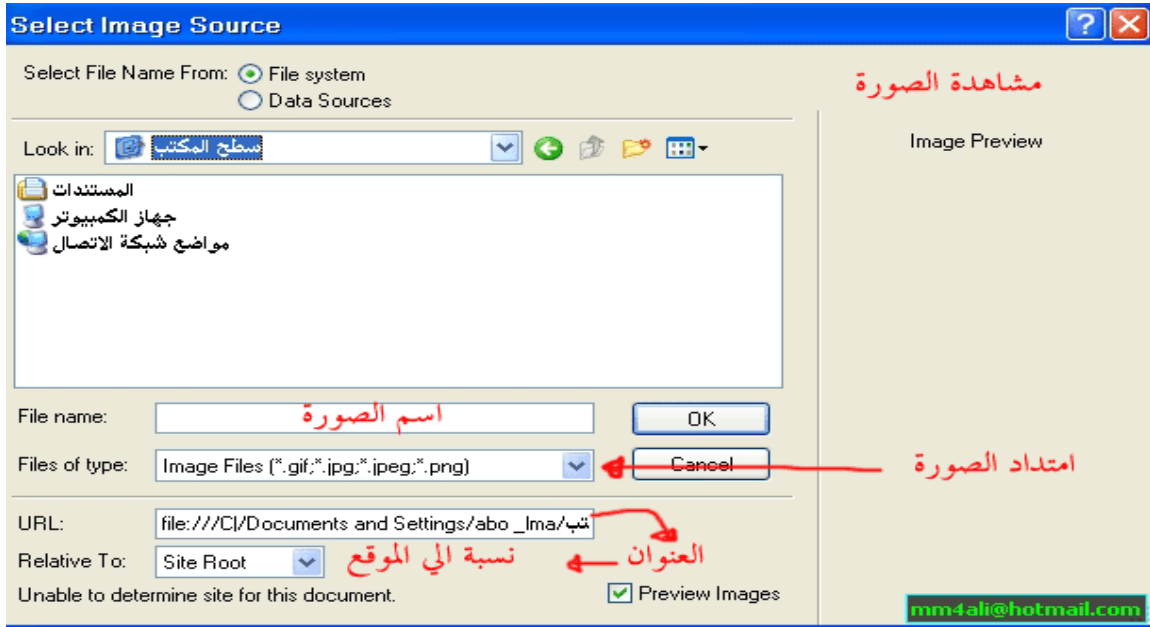 Select Image Source
Select File Name From: File system
Data Sources
مشاهدة الصورة
Look in: سطح المكتب
Image Preview
المستندات
جهاز الكمبيوتر
مواضع شبكة الاتصال
File name: اسم الصورة OK
Files of type: Image Files (*.gif;*.jpg;*.jpeg;*.png) Cancel امتداد الصورة
URL: file:///C|/Documents and Settings/abo _lma/تب
العنوان
Relative To: Site Root نسبة الي الموقع
Unable to determine site for this document. Preview Images
mm4ali@hotmail.com